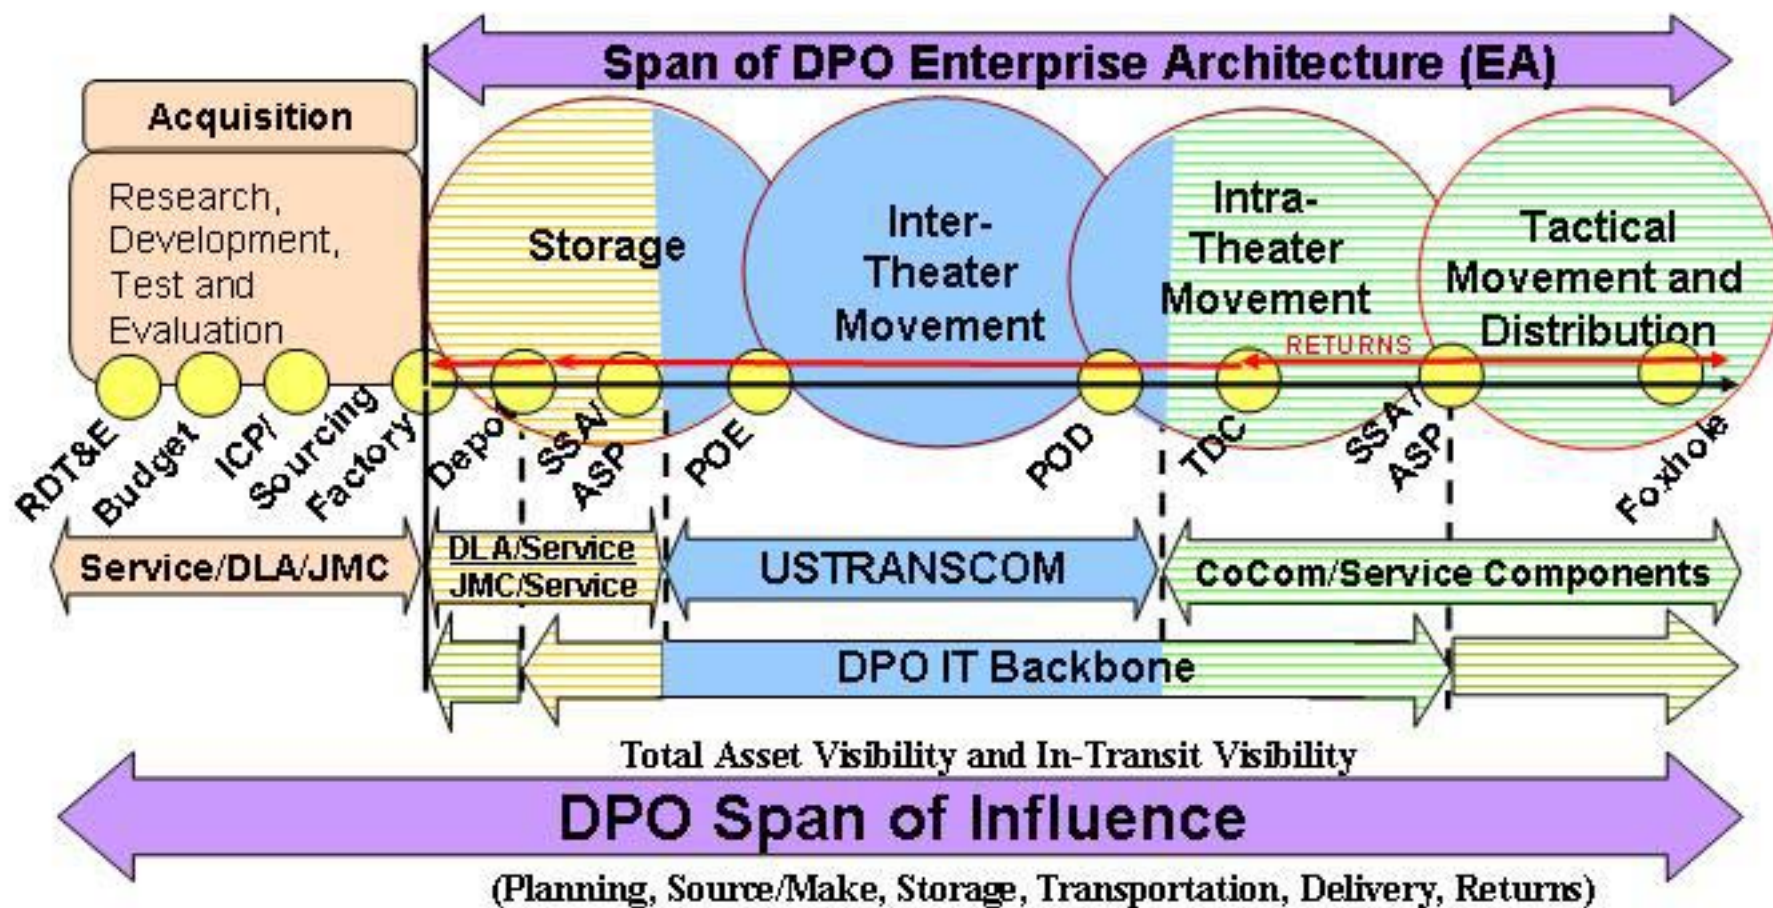 Span of DPO Enterprise Architecture (EA)
Acquisition
Research,
Development,
Test and
Evaluation
Storage
Inter-
Theater
Movement
Intra-
Theater
Movement
Tactical
Movement and
Distribution
RETURNS
RDT&E
Budget
ICP/
Sourcing
Factory
Depot
SSA/
ASP
POE
POD
TDC
SSA /
ASP
Foxhole
Service/DLA/JMC
DLA/Service
JMC/Service
USTRANSCOM
CoCom/Service Components
DPO IT Backbone
Total Asset Visibility and In-Transit Visibility
DPO Span of Influence
(Planning, Source/Make, Storage, Transportation, Delivery, Returns)